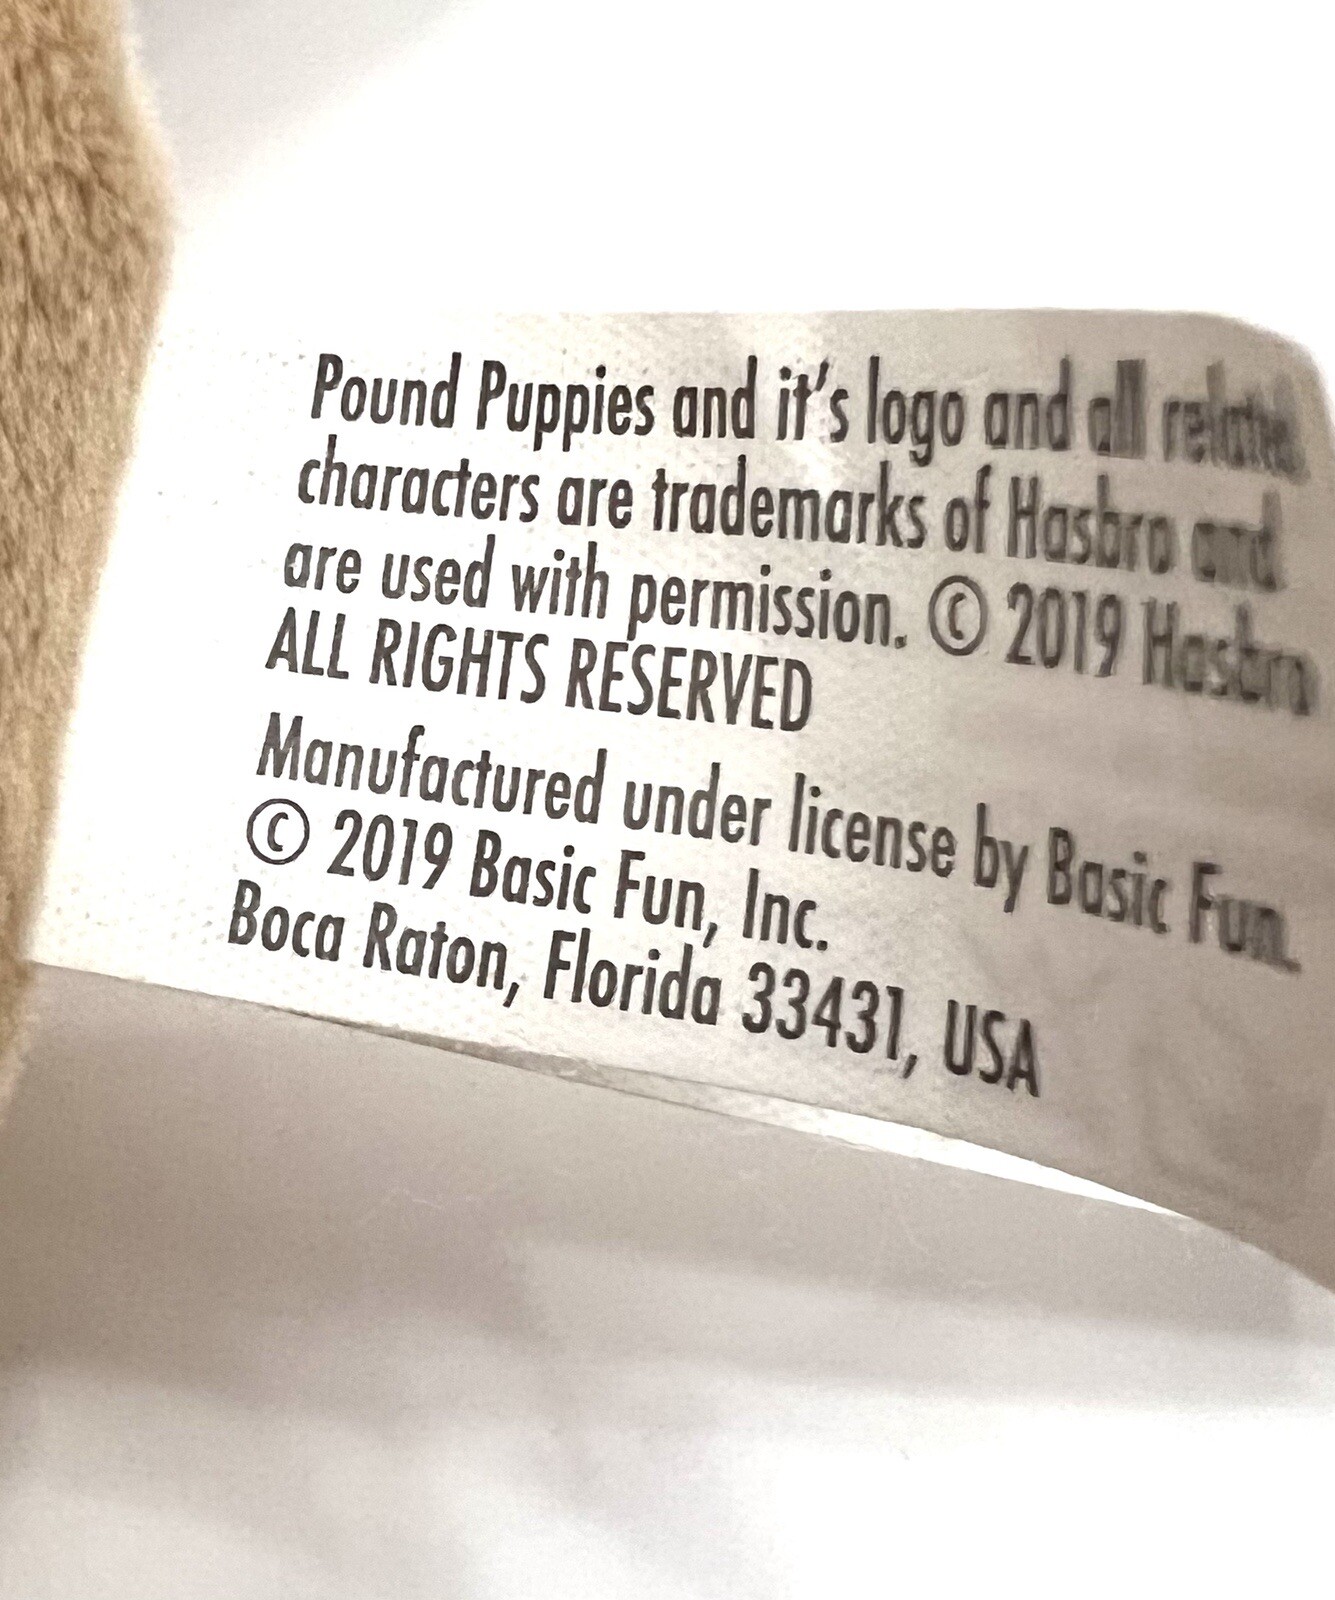 Pound Puppies and it's logo and all related
characters are trademarks of Hasbro and
are used with permission. © 2019 Hasbro
ALL RIGHTS RESERVED
Manufactured under license by Basic Fun.
© 2019 Basic Fun, Inc.
Boca Raton, Florida 33431, USA